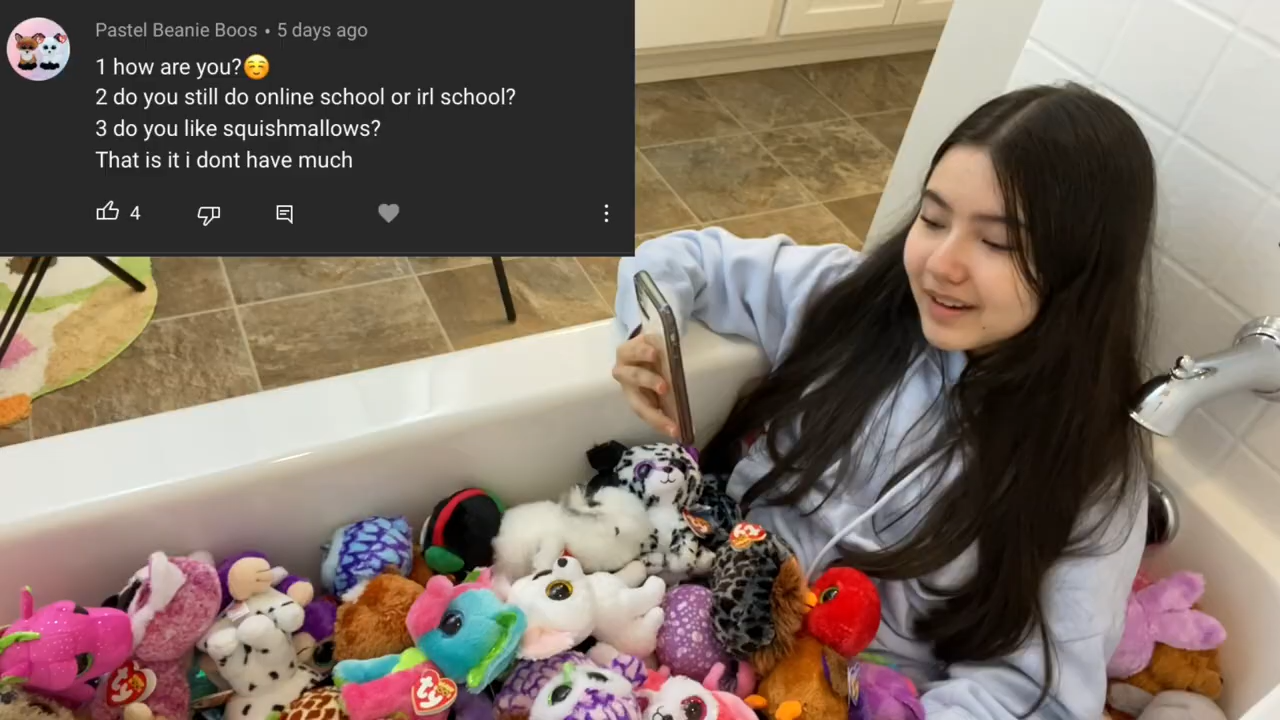 Pastel Beanie Boos • 5 days ago
1 how are you?☺️
2 do you still do online school or irl school?
3 do you like squishmallows?
That is it i dont have much
4
ty
ty
ty